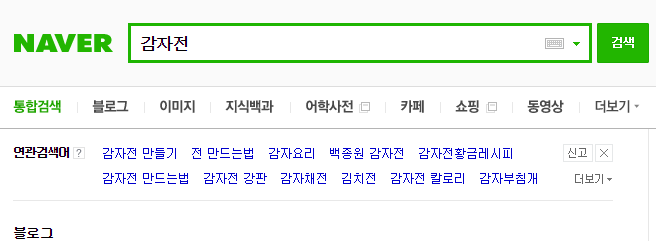 NAVER 감자전 검색
통합검색 블로그 이미지 지식백과 어학사전 카페 쇼핑 동영상 더보기
연관검색어 ? 감자전 만들기 전 만드는법 감자요리 백종원 감자전 감자전황금레시피 신고
감자전 만드는법 감자전 강판 감자채전 김치전 감자전 칼로리 감자부침개 더보기
블로그